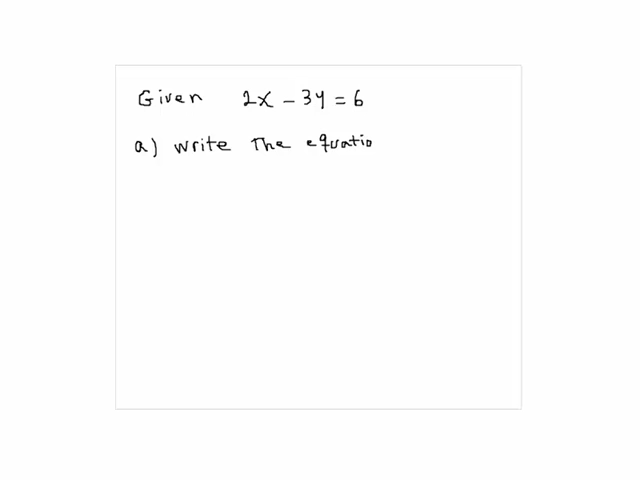 Given 2x - 3y = 6
a) write the equatio